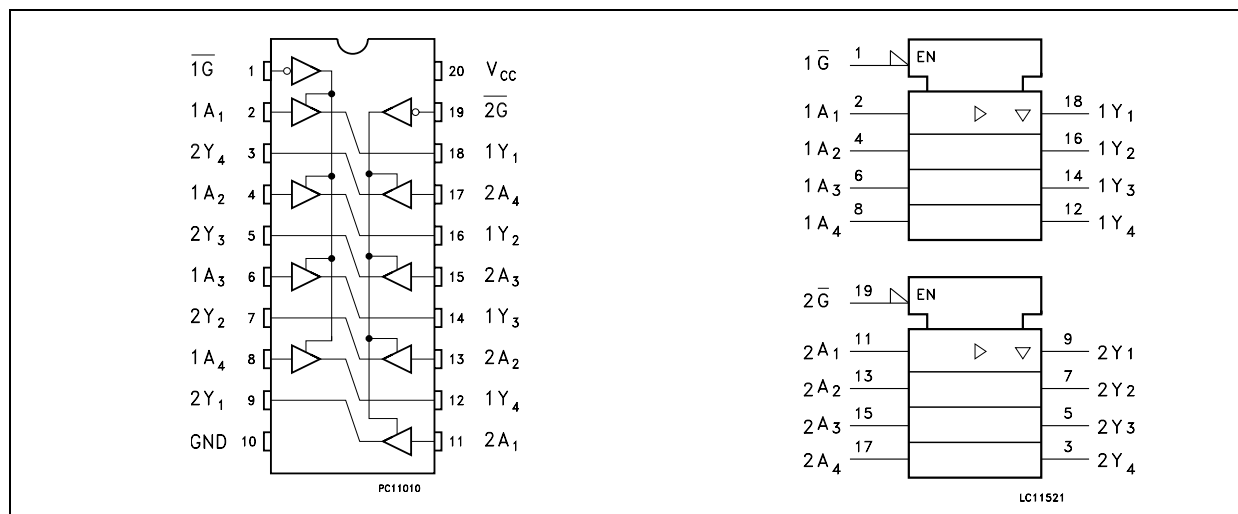 1G̅ 1 20 V_CC
1A₁ 2 19 2G̅
2Y₄ 3 18 1Y₁
1A₂ 4 17 2A₄
2Y₃ 5 16 1Y₂
1A₃ 6 15 2A₃
2Y₂ 7 14 1Y₃
1A₄ 8 13 2A₂
2Y₁ 9 12 1Y₄
GND 10 11 2A₁
PC11010
1G̅ 1 EN
1A₁ 2 18 1Y₁
1A₂ 4 16 1Y₂
1A₃ 6 14 1Y₃
1A₄ 8 12 1Y₄
2G̅ 19 EN
2A₁ 11 9 2Y₁
2A₂ 13 7 2Y₂
2A₃ 15 5 2Y₃
2A₄ 17 3 2Y₄
LC11521